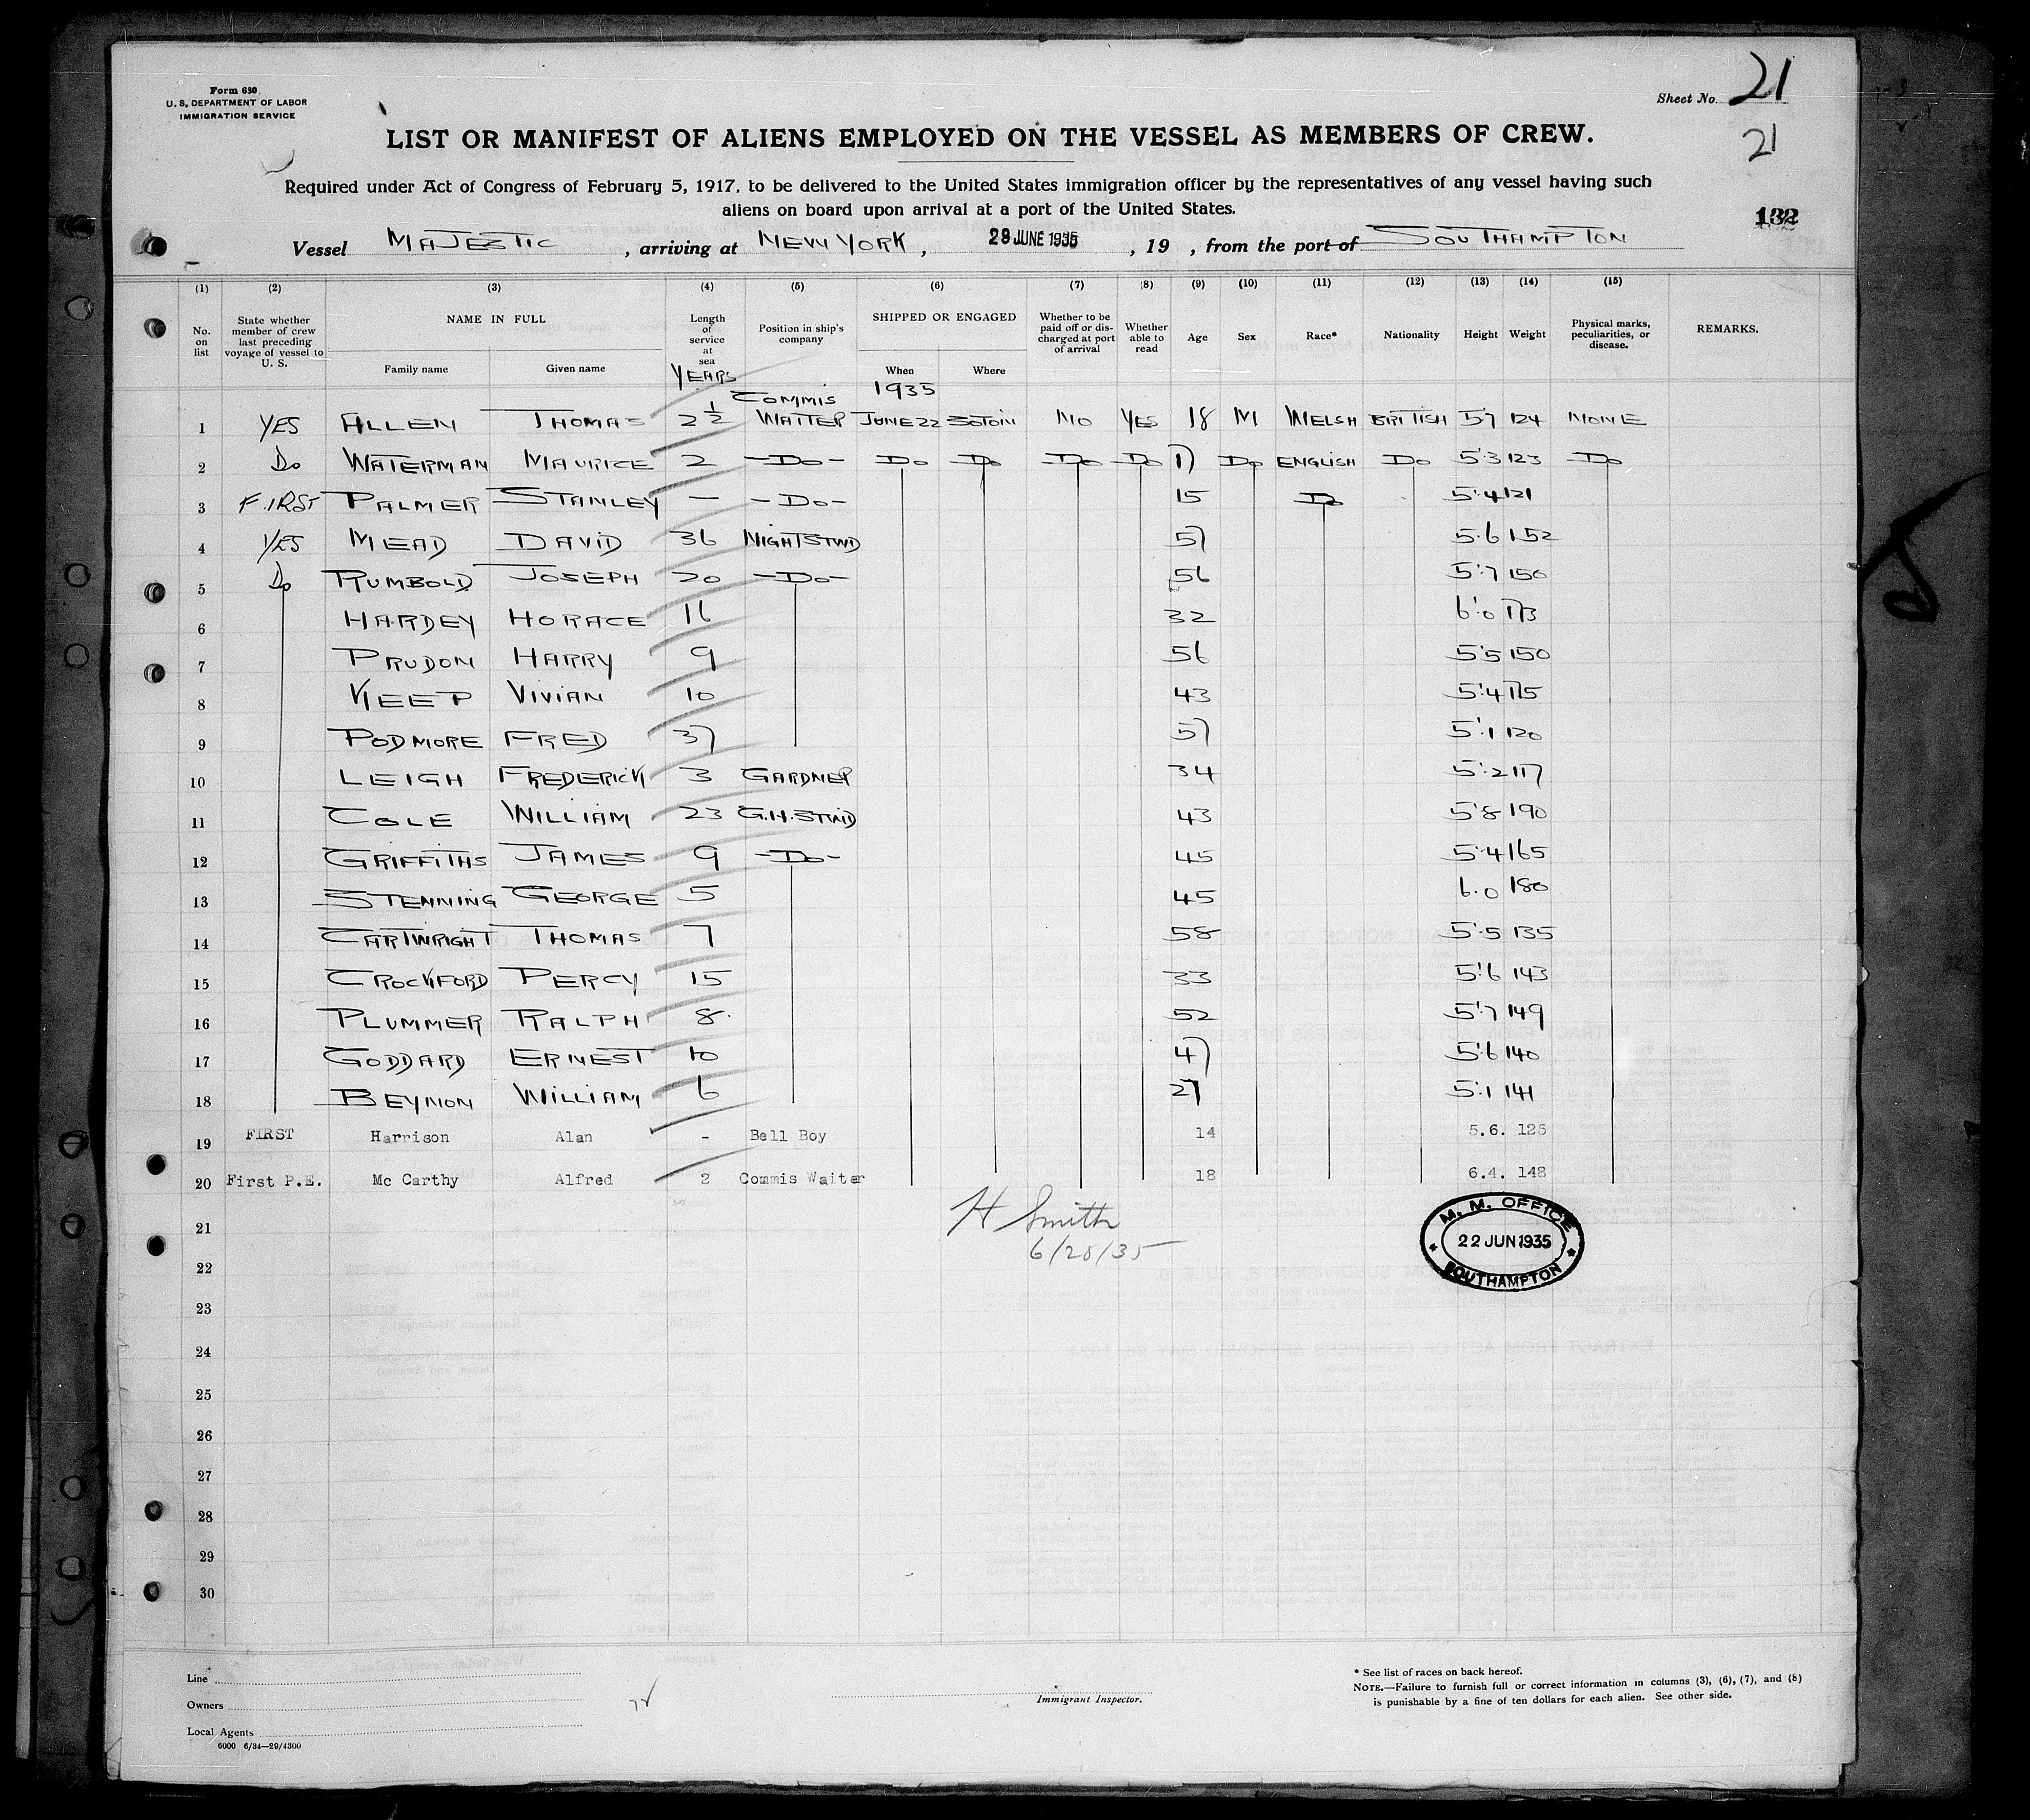 Form 630
U. S. DEPARTMENT OF LABOR
IMMIGRATION SERVICE
Sheet No. 21
21
LIST OR MANIFEST OF ALIENS EMPLOYED ON THE VESSEL AS MEMBERS OF CREW.
Required under Act of Congress of February 5, 1917, to be delivered to the United States immigration officer by the representatives of any vessel having such
aliens on board upon arrival at a port of the United States.
132
Vessel MAJESTIC, arriving at NEW YORK, 28 JUNE 1935, 19 , from the port of SOUTHAMPTON
(1) (2) (3) (4) (5) (6) (7) (8) (9) (10) (11) (12) (13) (14) (15)
No. on list
State whether member of crew last preceding voyage of vessel to U. S.
NAME IN FULL
Family name Given name
Length of service at sea
YEARS
Position in ship's company
SHIPPED OR ENGAGED
When Where
1935
Whether to be paid off or discharged at port of arrival
Whether able to read
Age Sex Race* Nationality Height Weight
Physical marks, peculiarities, or disease.
REMARKS.
1 YES ALLEN THOMAS 2 1/2 COMMIS WAITER JUNE 22 SOTON NO YES 18 M WELSH BRITISH 57 124 NONE
2 Do WATERMAN MAURICE 2 -Do- Do Do Do Do 17 Do ENGLISH Do 5'3 123 Do
3 FIRST PALMER STANLEY - -Do- 15 Do 5'4 121
4 YES MEAD DAVID 36 NIGHT STWD 57 5.6 152
5 Do RUMBOLD JOSEPH 20 -Do- 56 5'7 150
6 HARDEY HORACE 16 32 6'0 173
7 PRUDOM HARRY 9 56 5'5 150
8 KEEP VIVIAN 10 43 5'4 115
9 PODMORE FRED 37 57 5'1 120
10 LEIGH FREDERICK 3 GARDNER 34 5'2 117
11 COLE WILLIAM 23 G.H.STWD 43 5'8 190
12 GRIFFITHS JAMES 9 -Do- 45 5'4 165
13 STENNING GEORGE 5 45 6.0 180
14 CARTWRIGHT THOMAS 7 58 5'5 135
15 CROCKFORD PERCY 15 33 5'6 143
16 PLUMMER RALPH 8. 52 5'7 149
17 GODDARD ERNEST 10 47 5'6 140
18 BEYNON WILLIAM 6 27 5'1 141
19 FIRST Harrison Alan - Bell Boy 14 5.6. 125
20 First P.E. Mc Carthy Alfred 2 Commis Waiter 18 6.4. 148
21
H Smith
6/28/35
M. M. OFFICE
22 JUN 1935
SOUTHAMPTON
22
23
24
25
26
27
28
29
30
Line
Owners
Local Agents
6000 6/34—29/4300
Immigrant Inspector.
* See list of races on back hereof.
NOTE.—Failure to furnish full or correct information in columns (3), (6), (7), and (8)
is punishable by a fine of ten dollars for each alien. See other side.